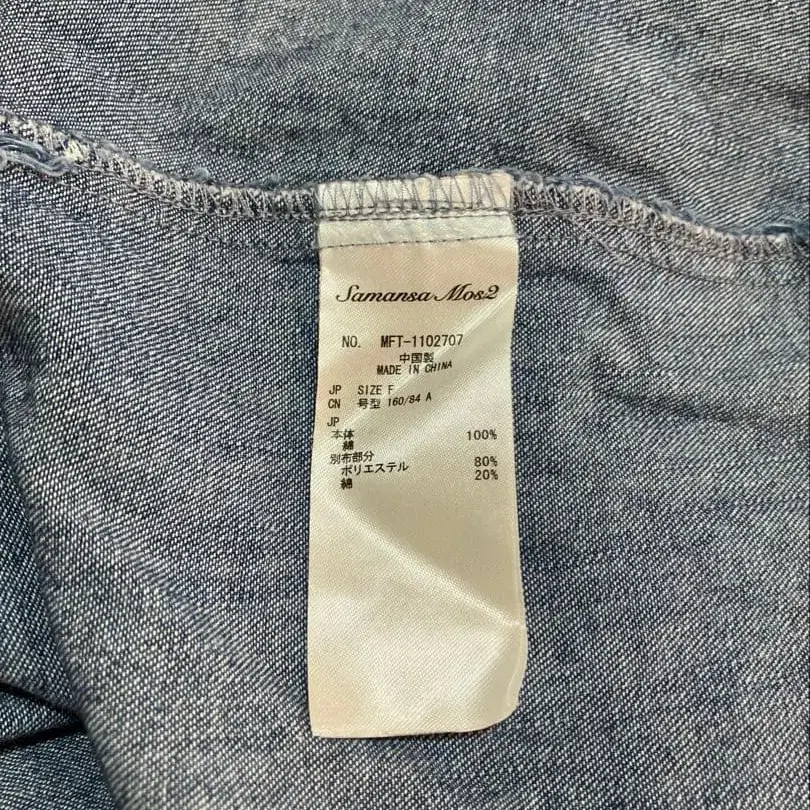 Samansa Mos2
NO. MFT-1102707
中国製
MADE IN CHINA
JP SIZE F
CN 号型 160/84 A
JP
本体
綿 100%
別布部分
ポリエステル 80%
綿 20%